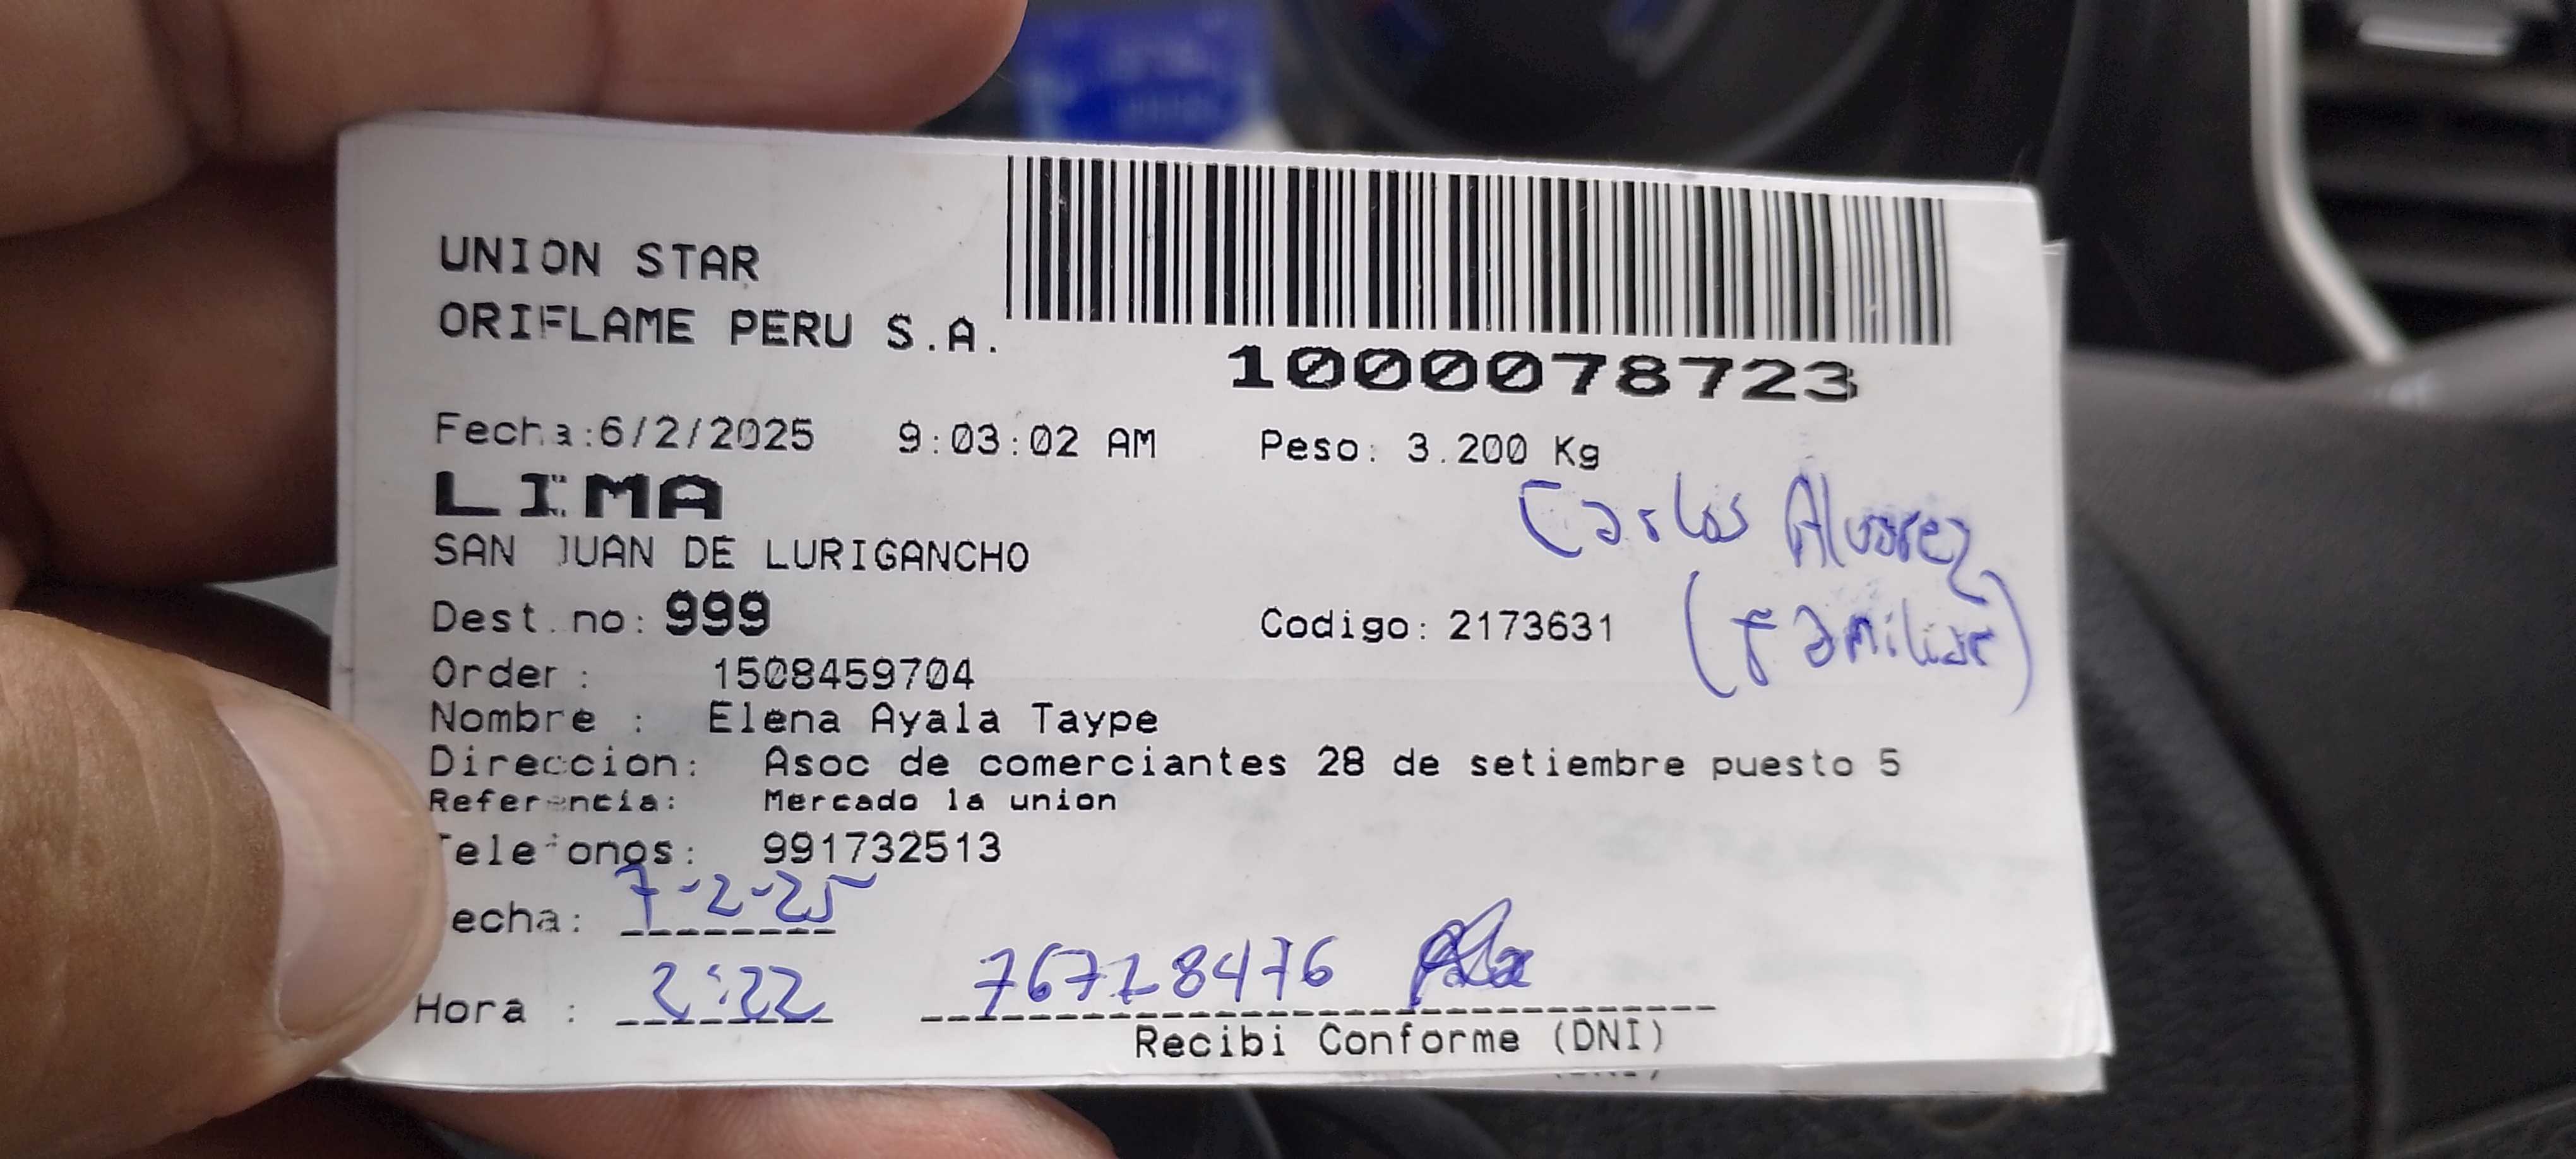 UNION STAR
ORIFLAME PERU S.A.
1000078723
Fecha:6/2/2025 9:03:02 AM Peso: 3.200 Kg
LIMA
Carlos Alvarez
SAN JUAN DE LURIGANCHO
(Familiar)
Dest.no: 999 Codigo: 2173631
Order : 1508459704
Nombre : Elena Ayala Taype
Direccion: Asoc de comerciantes 28 de setiembre puesto 5
Referencia: Mercado la union
Telefonos: 991732513
echa: 7-2-25
Hora : 2:22 76728476
Recibi Conforme (DNI)